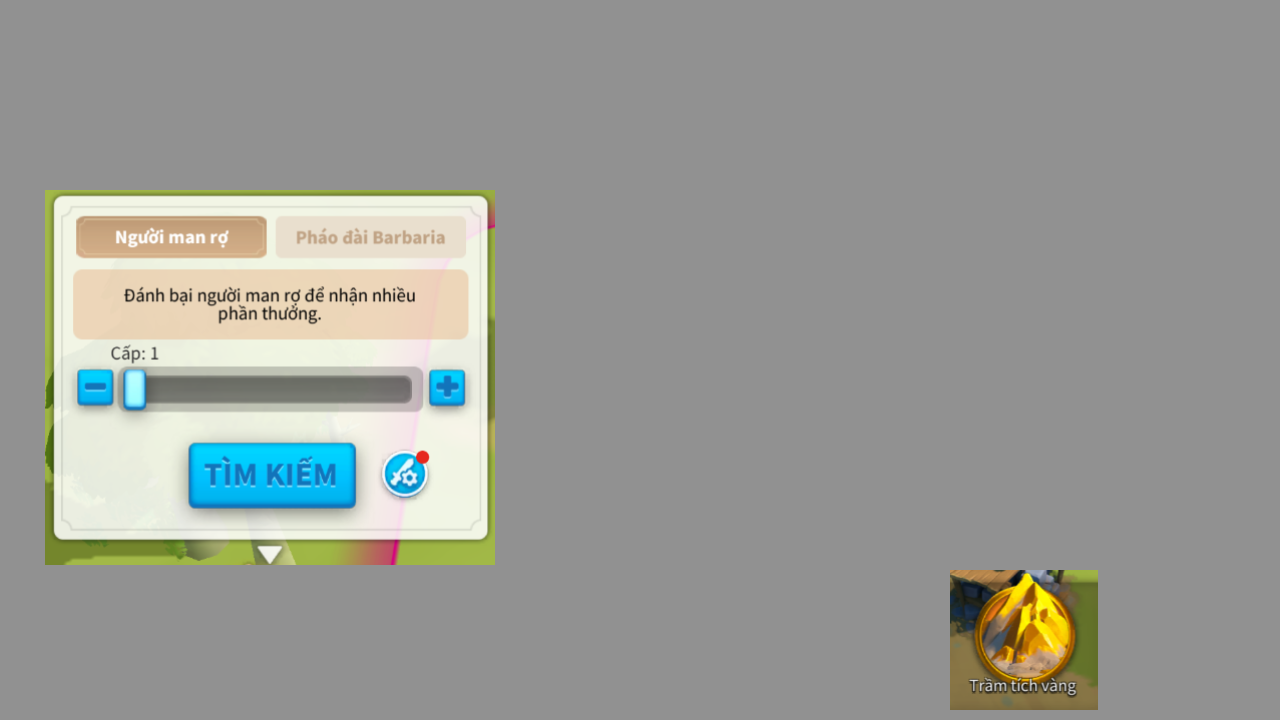 Người man rợ
Pháo đài Barbaria
Đánh bại người man rợ để nhận nhiều
phần thưởng.
Cấp: 1
TÌM KIẾM
Trầm tích vàng